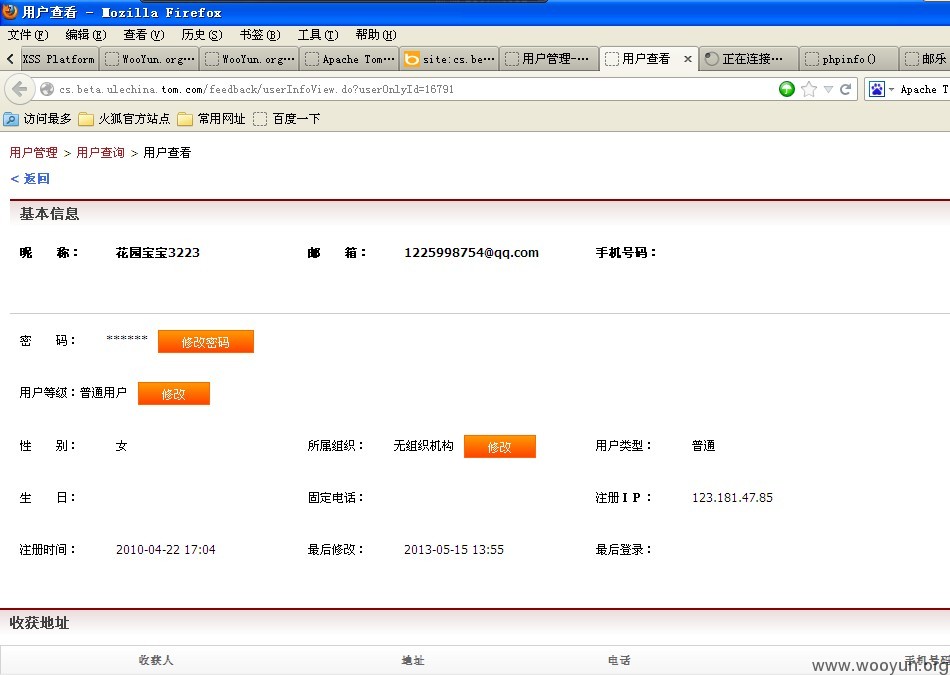 用户查看 - Mozilla Firefox
文件(F) 编辑(E) 查看(V) 历史(S) 书签(B) 工具(T) 帮助(H)
XSS Platform WooYun.org… WooYun.org… Apache Tom… site:cs.be… 用户管理-… 用户查看 正在连接… phpinfo() 邮乐
cs.beta.ulechina.tom.com/feedback/userInfoView.do?userOnlyId=16791 Apache T
访问最多 火狐官方站点 常用网址 百度一下
用户管理 > 用户查询 > 用户查看
< 返回
基本信息
昵 称： 花园宝宝3223 邮 箱： 1225998754@qq.com 手机号码：
密 码： ****** 修改密码
用户等级：普通用户 修改
性 别： 女 所属组织： 无组织机构 修改 用户类型： 普通
生 日： 固定电话： 注册ＩＰ： 123.181.47.85
注册时间： 2010-04-22 17:04 最后修改： 2013-05-15 13:55 最后登录：
收获地址
收获人 地址 电话 手机号码
www.wooyun.org